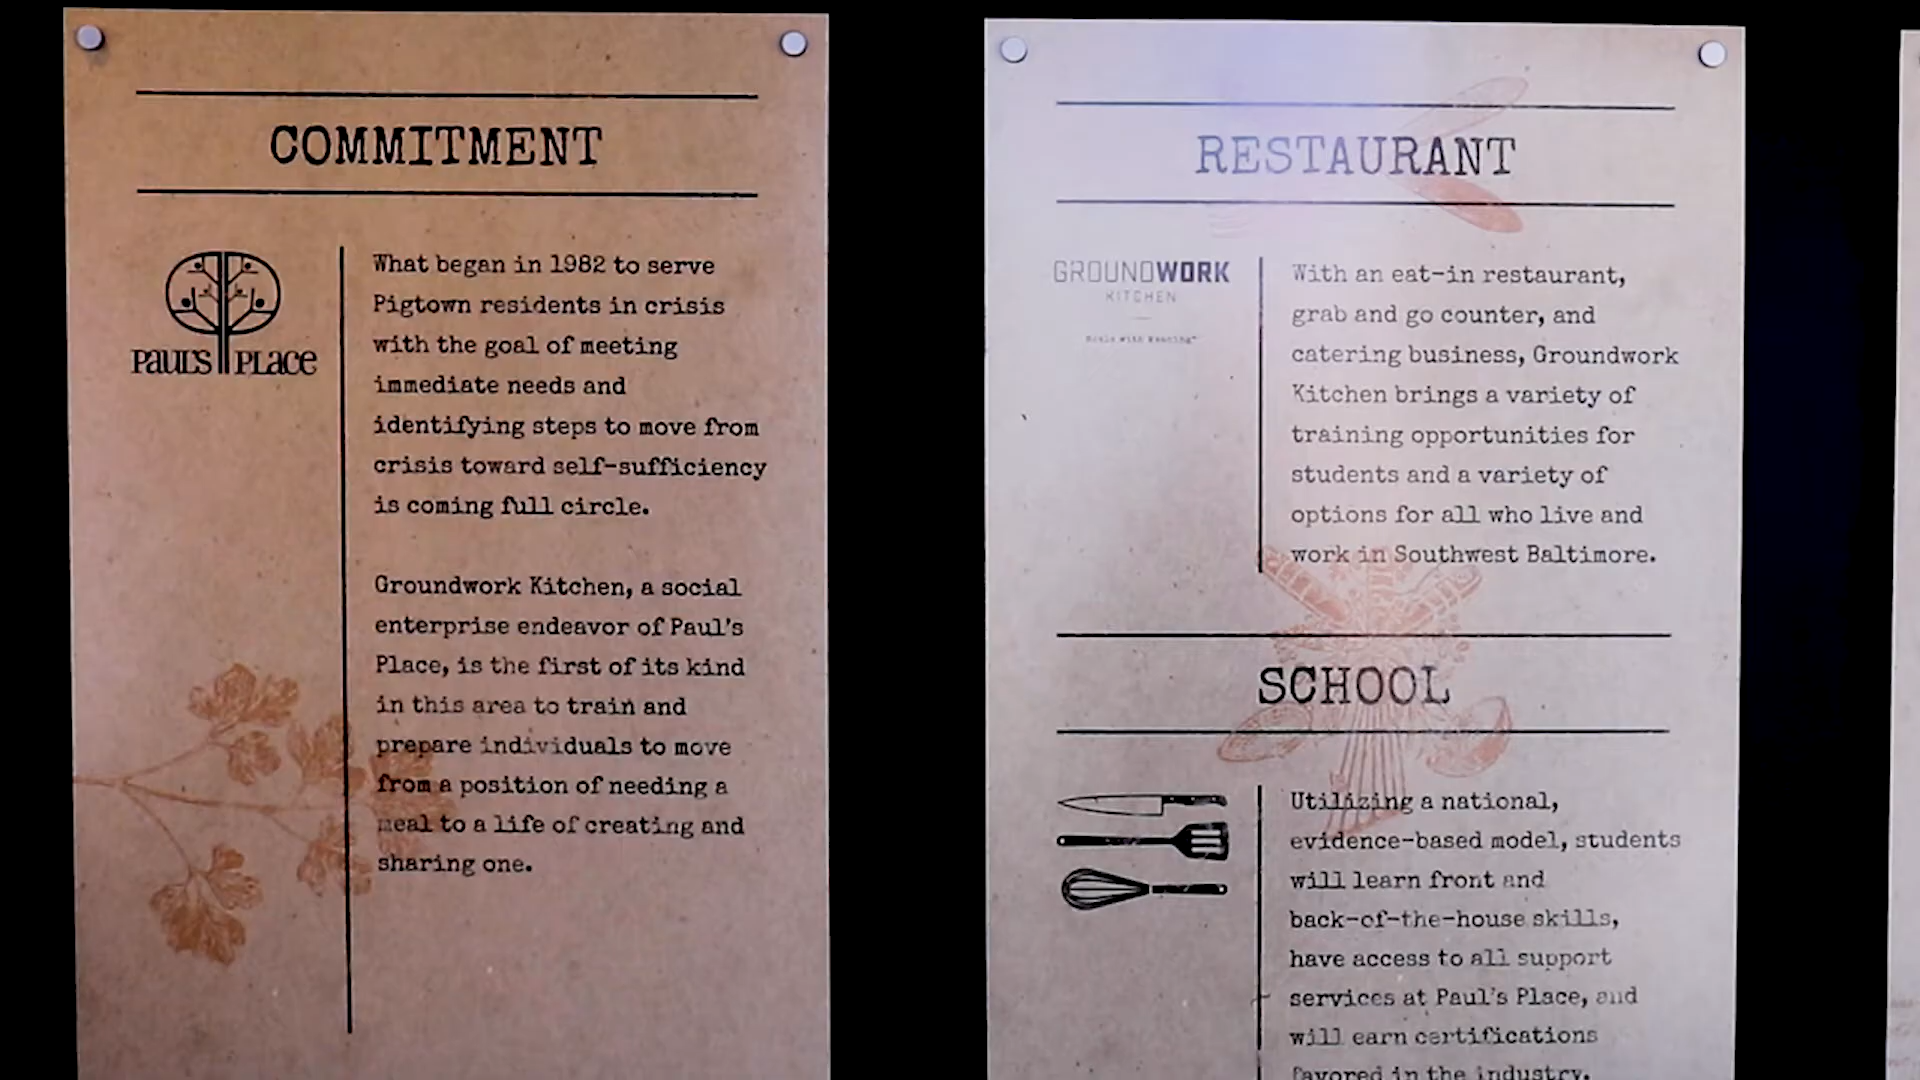 COMMITMENT
PAUL'S PLACE
What began in 1982 to serve
Pigtown residents in crisis
with the goal of meeting
immediate needs and
identifying steps to move from
crisis toward self-sufficiency
is coming full circle.
Groundwork Kitchen, a social
enterprise endeavor of Paul's
Place, is the first of its kind
in this area to train and
prepare individuals to move
from a position of needing a
meal to a life of creating and
sharing one.
RESTAURANT
GROUNDWORK
KITCHEN
Meals with Meaning™
With an eat-in restaurant,
grab and go counter, and
catering business, Groundwork
Kitchen brings a variety of
training opportunities for
students and a variety of
options for all who live and
work in Southwest Baltimore.
SCHOOL
Utilizing a national,
evidence-based model, students
will learn front and
back-of-the-house skills,
have access to all support
services at Paul's Place, and
will earn certifications
favored in the industry.